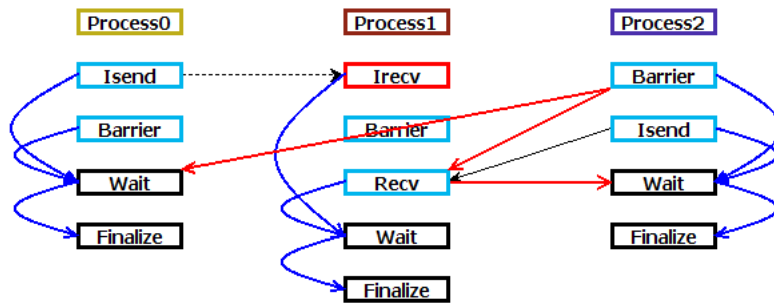 Process0 Process1 Process2
Isend Irecv Barrier
Barrier Barrier Isend
Wait Recv Wait
Finalize Wait Finalize
Finalize